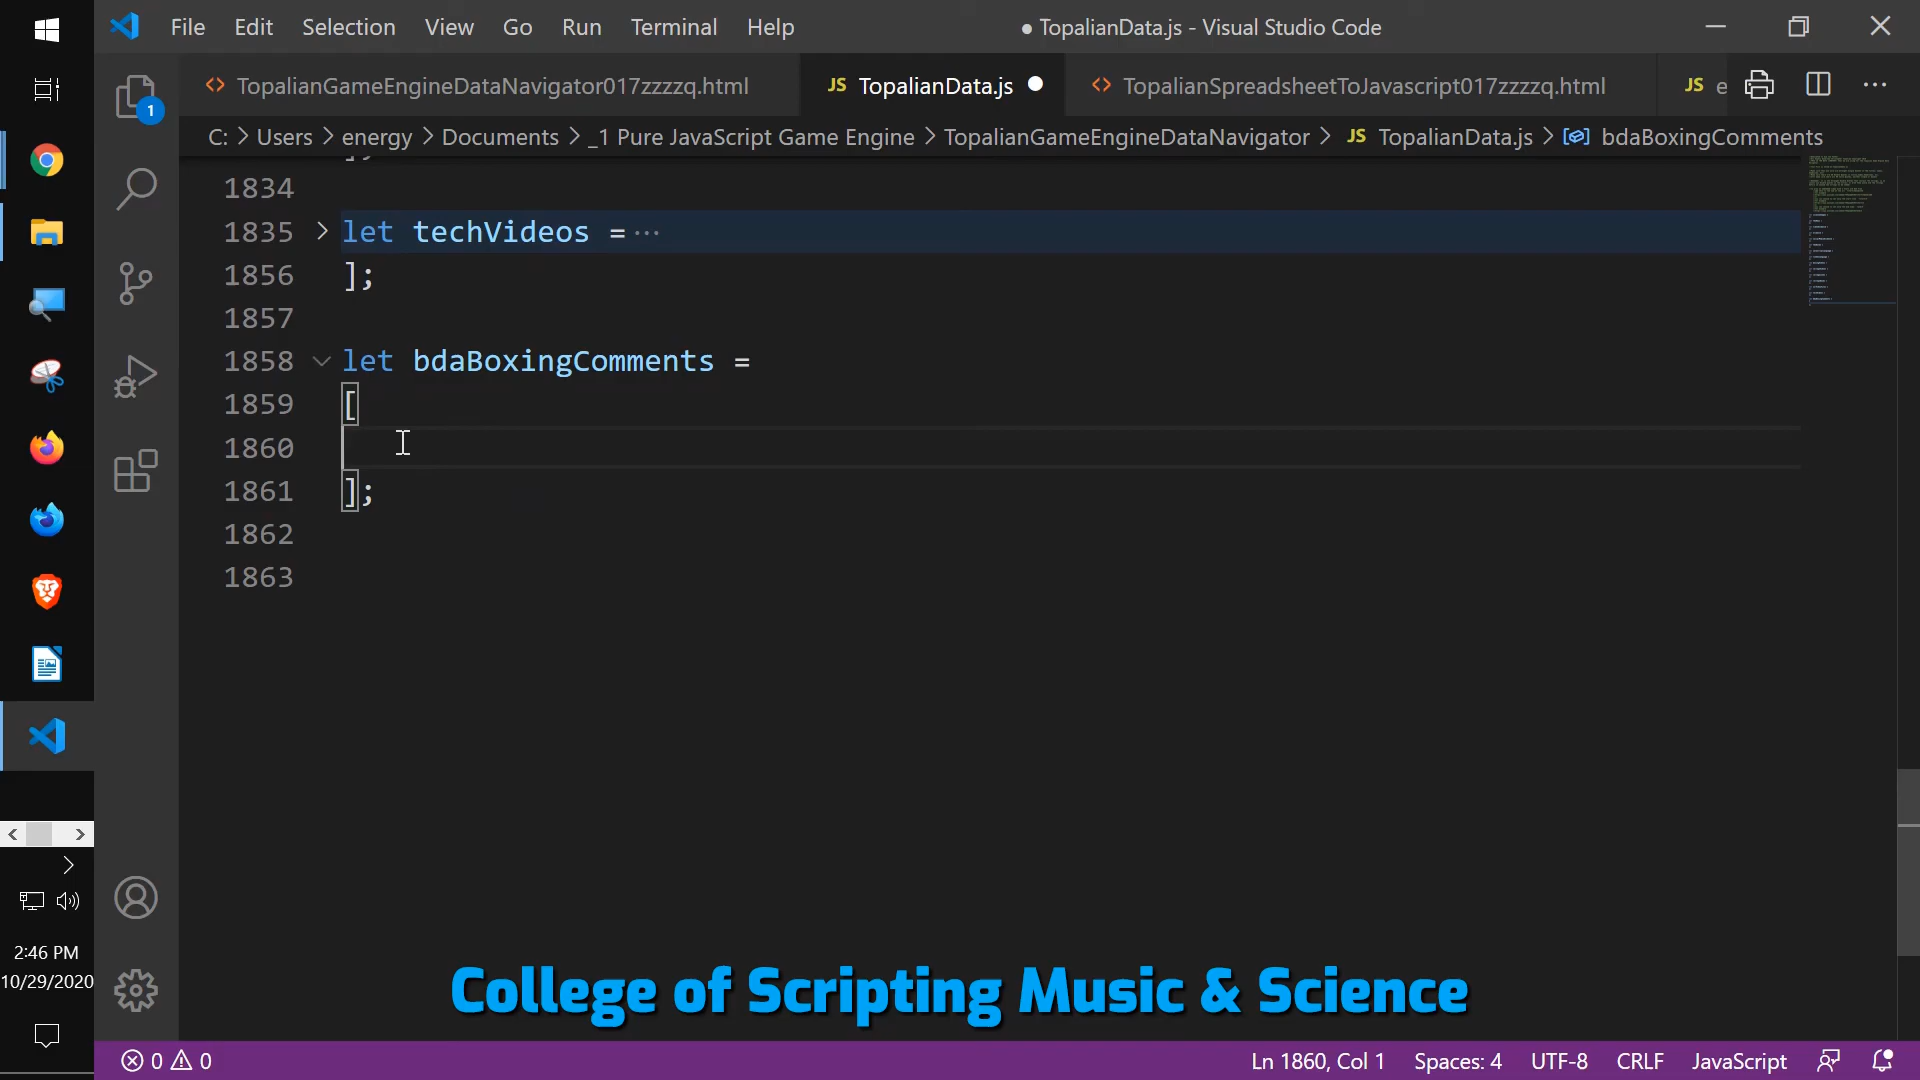 File Edit Selection View Go Run Terminal Help ● TopalianData.js - Visual Studio Code
TopalianGameEngineDataNavigator017zzzzq.html JS TopalianData.js TopalianSpreadsheetToJavascript017zzzzq.html JS e
C: > Users > energy > Documents > _1 Pure JavaScript Game Engine > TopalianGameEngineDataNavigator > JS TopalianData.js > bdaBoxingComments
1834
1835 let techVideos =···
1856 ];
1857
1858 let bdaBoxingComments =
1859 [
1860
1861 ];
1862
1863
1
2:46 PM
10/29/2020
College of Scripting Music & Science
0 0 Ln 1860, Col 1 Spaces: 4 UTF-8 CRLF JavaScript